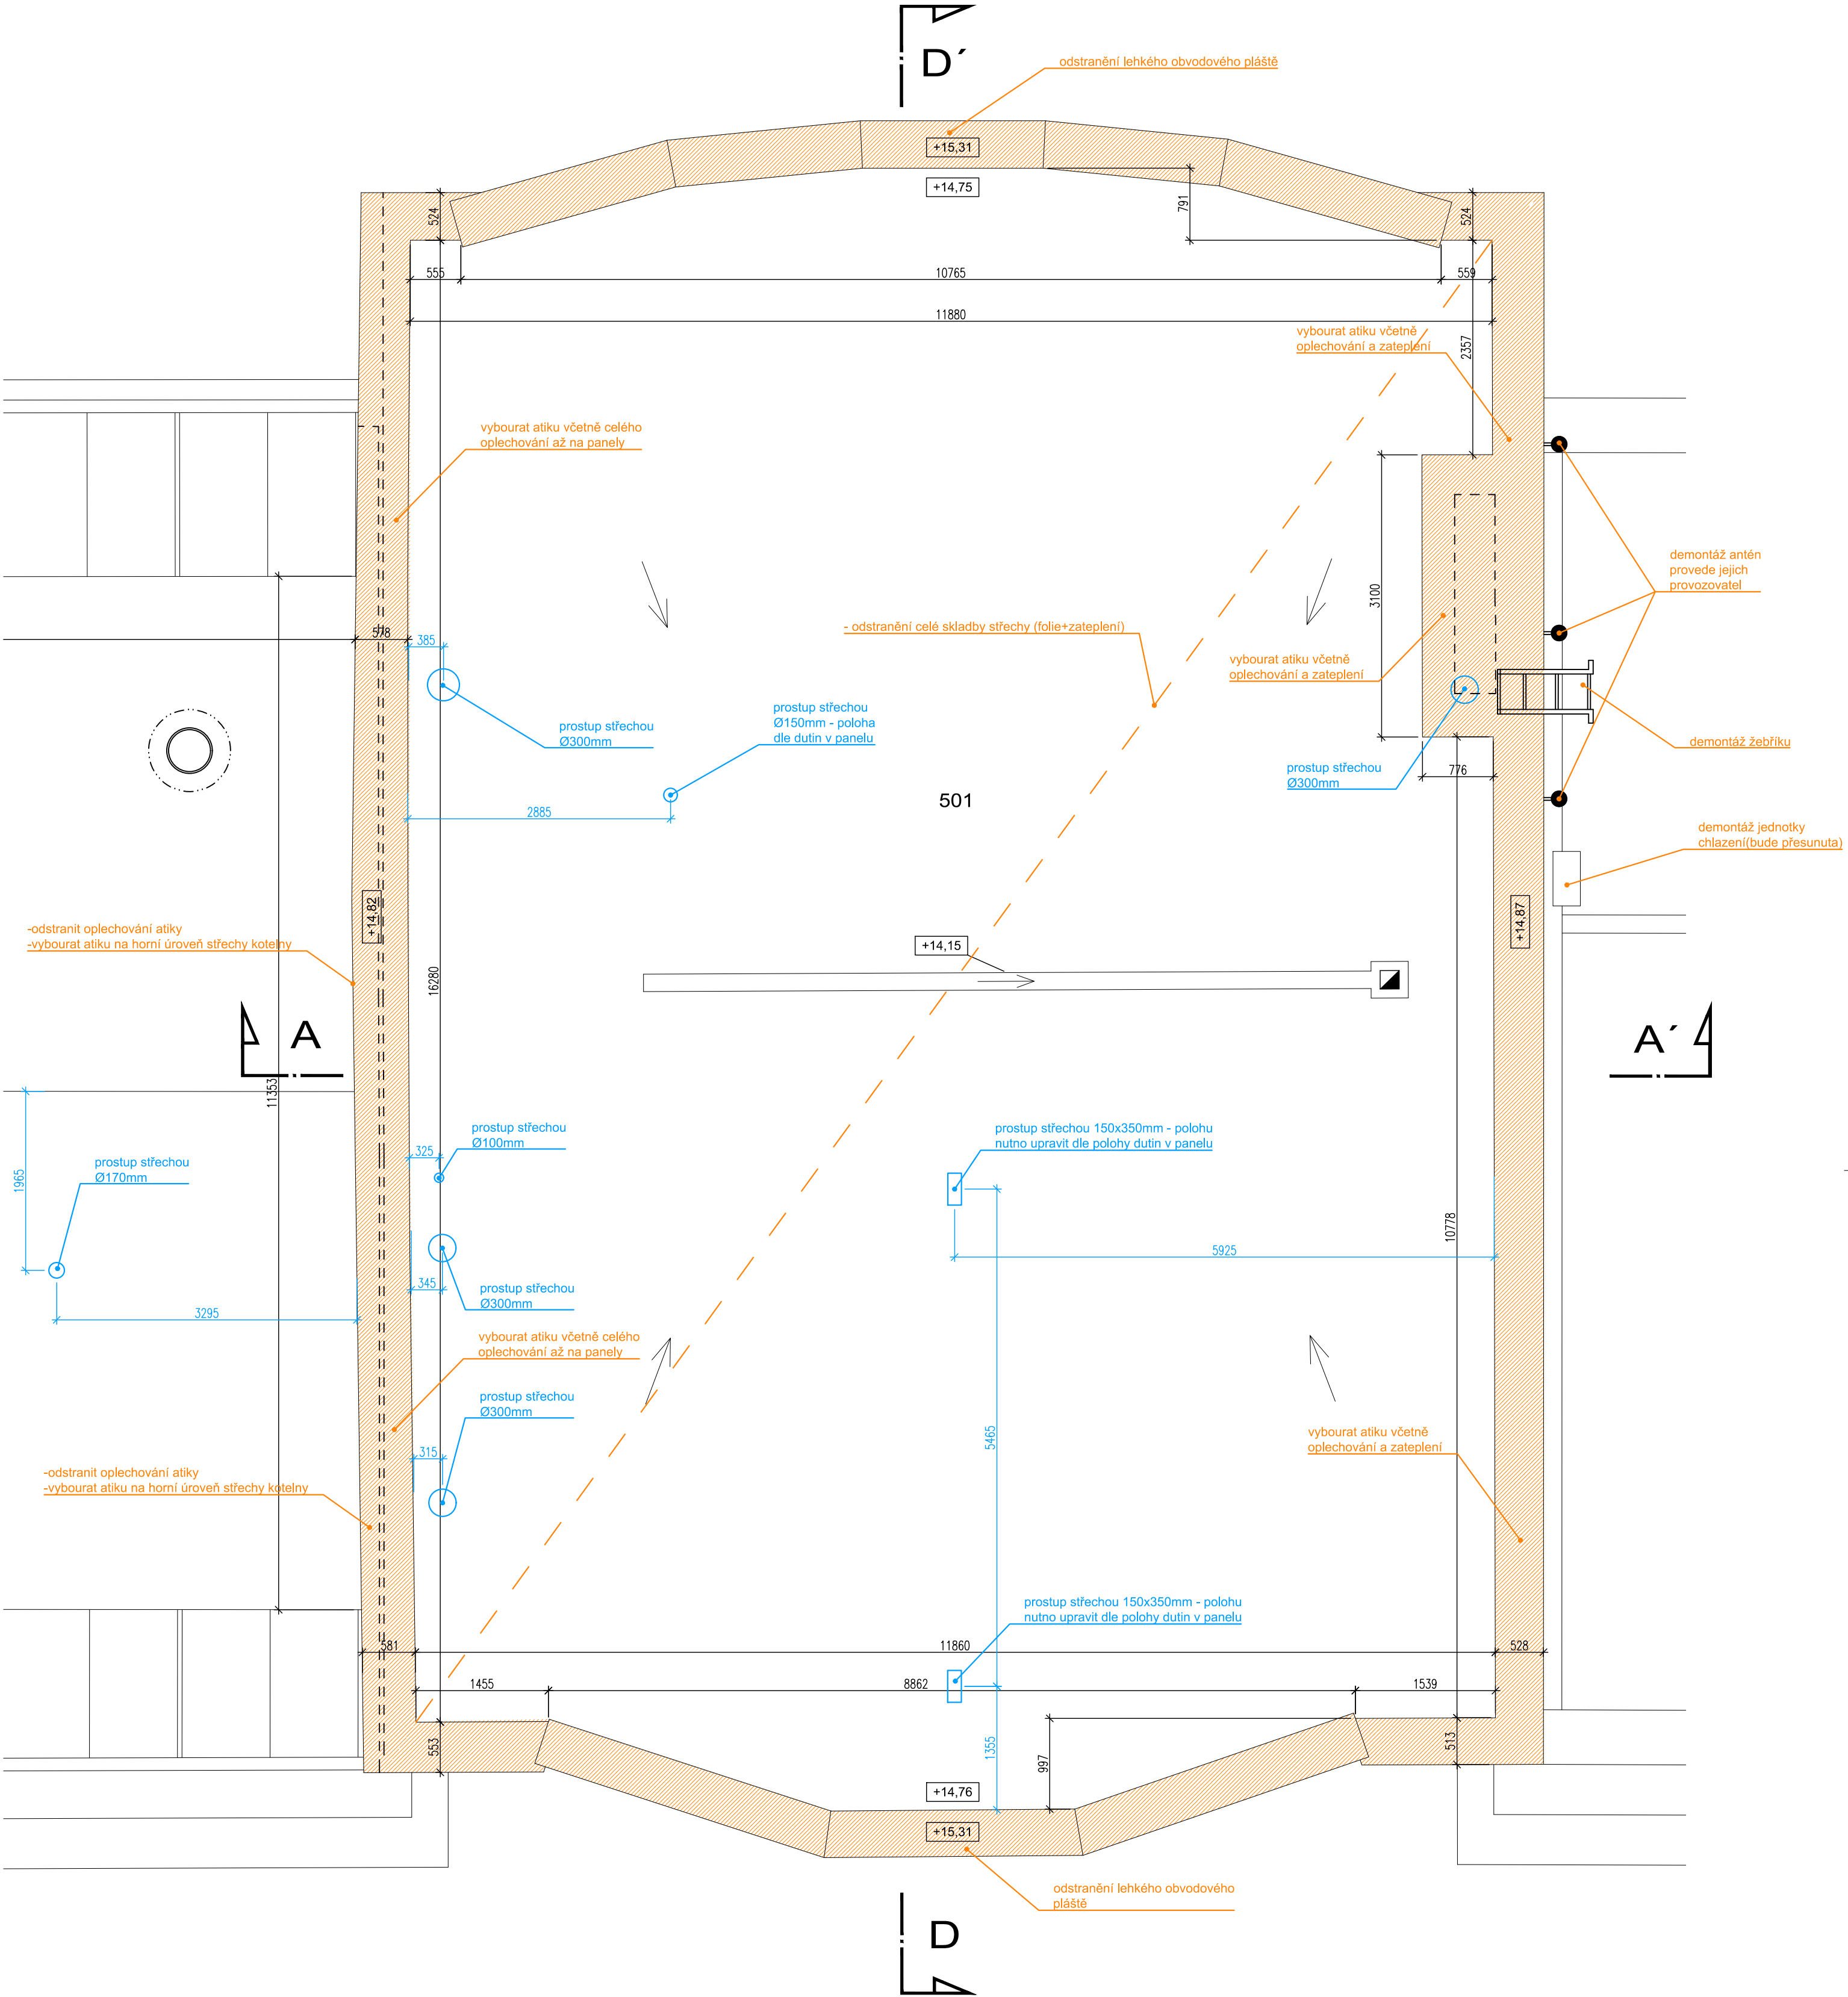 D´
odstranění lehkého obvodového pláště
+15,31
+14,75
524
791
524
555
10765
559
11880
vybourat atiku včetně
oplechování a zateplení
2357
vybourat atiku včetně celého
oplechování až na panely
demontáž antén
provede jejich
provozovatel
3100
578
385
- odstranění celé skladby střechy (folie+zateplení)
vybourat atiku včetně
oplechování a zateplení
prostup střechou
Ø300mm
prostup střechou
Ø150mm - poloha
dle dutin v panelu
demontáž žebříku
prostup střechou
Ø300mm
776
2885
501
demontáž jednotky
chlazení(bude přesunuta)
+14,82
+14,87
-odstranit oplechování atiky
-vybourat atiku na horní úroveň střechy kotelny
+14,15
16280
A
A´
11353
prostup střechou
Ø100mm
325
prostup střechou 150x350mm - polohu
nutno upravit dle polohy dutin v panelu
prostup střechou
Ø170mm
1965
10778
5925
345
prostup střechou
Ø300mm
3295
vybourat atiku včetně celého
oplechování až na panely
prostup střechou
Ø300mm
315
5465
vybourat atiku včetně
oplechování a zateplení
-odstranit oplechování atiky
-vybourat atiku na horní úroveň střechy kotelny
prostup střechou 150x350mm - polohu
nutno upravit dle polohy dutin v panelu
581
11860
528
1455
8862
1539
553
1355
997
513
+14,76
+15,31
odstranění lehkého obvodového
pláště
D